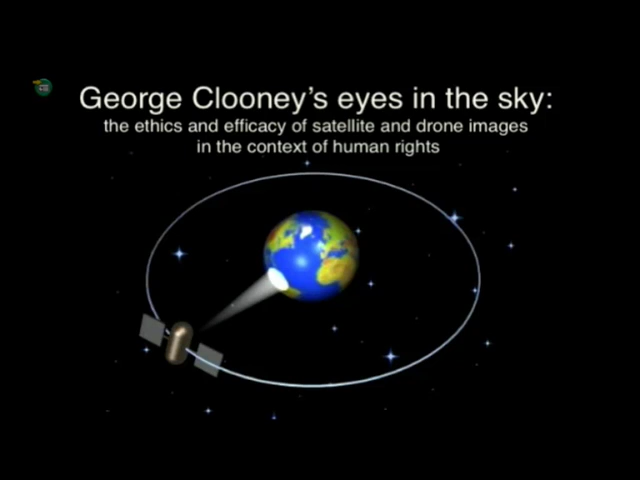 George Clooney's eyes in the sky:
the ethics and efficacy of satellite and drone images
in the context of human rights